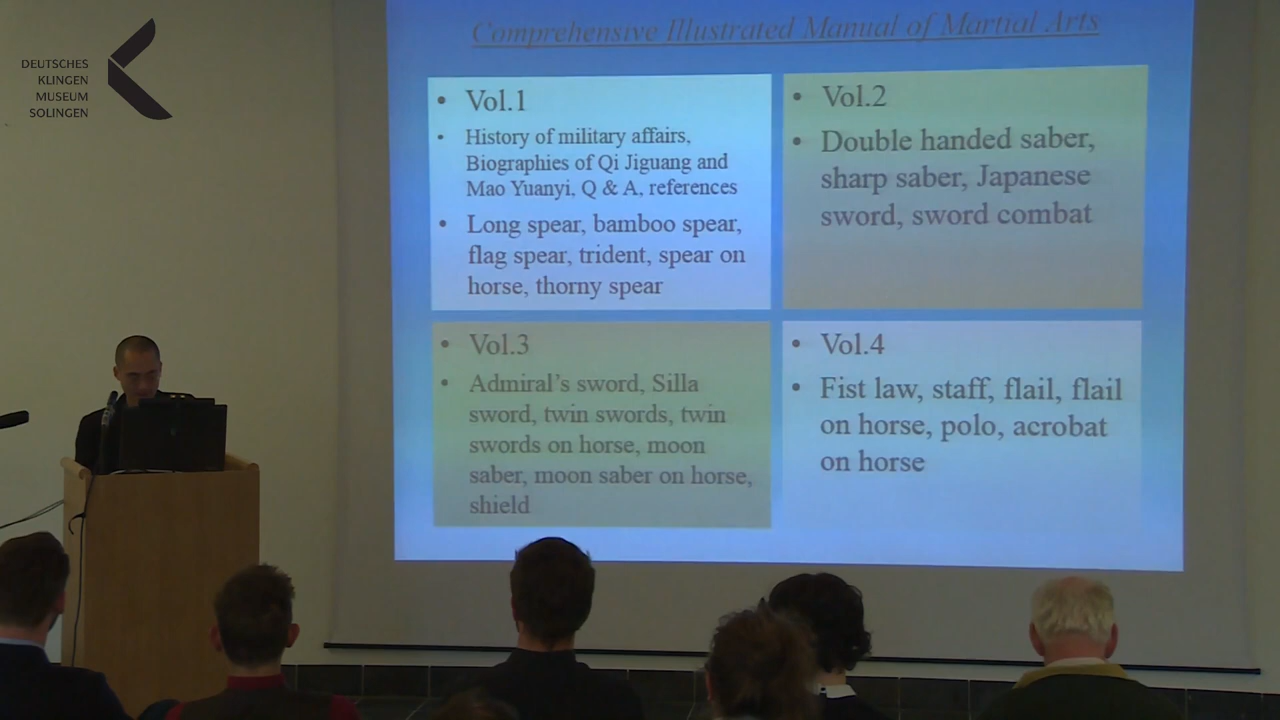 DEUTSCHES
KLINGEN
MUSEUM
SOLINGEN
Comprehensive Illustrated Manual of Martial Arts
• Vol.1
• History of military affairs,
Biographies of Qi Jiguang and
Mao Yuanyi, Q & A, references
• Long spear, bamboo spear,
flag spear, trident, spear on
horse, thorny spear
• Vol.2
• Double handed saber,
sharp saber, Japanese
sword, sword combat
• Vol.3
• Admiral's sword, Silla
sword, twin swords, twin
swords on horse, moon
saber, moon saber on horse,
shield
• Vol.4
• Fist law, staff, flail, flail
on horse, polo, acrobat
on horse